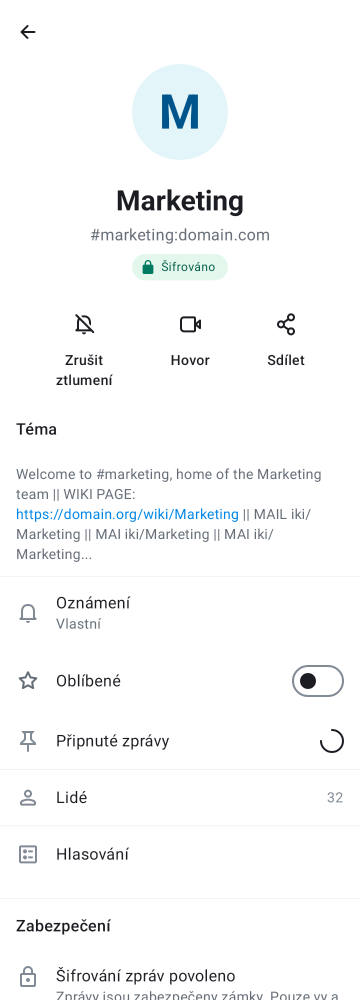 M
Marketing
#marketing:domain.com
Šifrováno
Zrušit
ztlumení
Hovor
Sdílet
Téma
Welcome to #marketing, home of the Marketing
team || WIKI PAGE:
https://domain.org/wiki/Marketing || MAIL iki/
Marketing || MAI iki/Marketing || MAI iki/
Marketing...
Oznámení
Vlastní
Oblíbené
Připnuté zprávy
Lidé 32
Hlasování
Zabezpečení
Šifrování zpráv povoleno
Zprávy jsou zabezpečeny zámky. Pouze vy a